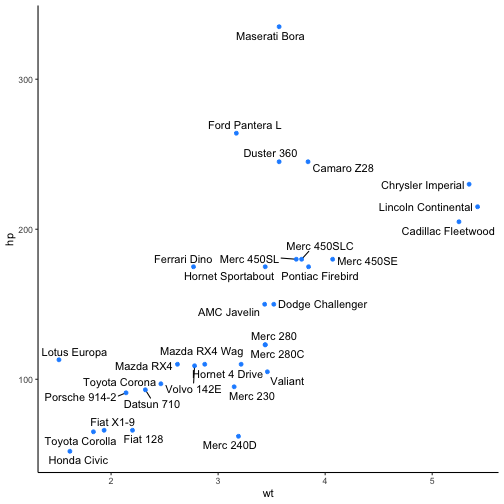 Maserati Bora
300
Ford Pantera L
Duster 360
Camaro Z28
Chrysler Imperial
Lincoln Continental
200
Cadillac Fleetwood
hp
Merc 450SLC
Ferrari Dino
Merc 450SL
Merc 450SE
Hornet Sportabout
Pontiac Firebird
AMC Javelin
Dodge Challenger
Merc 280
Lotus Europa
Mazda RX4 Wag
Merc 280C
Mazda RX4
Hornet 4 Drive
100
Toyota Corona
Valiant
Volvo 142E
Porsche 914-2
Merc 230
Datsun 710
Fiat X1-9
Toyota Corolla
Fiat 128
Merc 240D
Honda Civic
2
3
4
5
wt